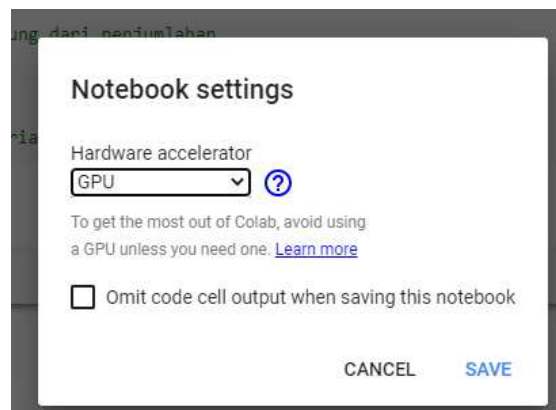 ung dari penjumlahan
Notebook settings
ria
Hardware accelerator
GPU
To get the most out of Colab, avoid using
a GPU unless you need one. Learn more
Omit code cell output when saving this notebook
CANCEL SAVE